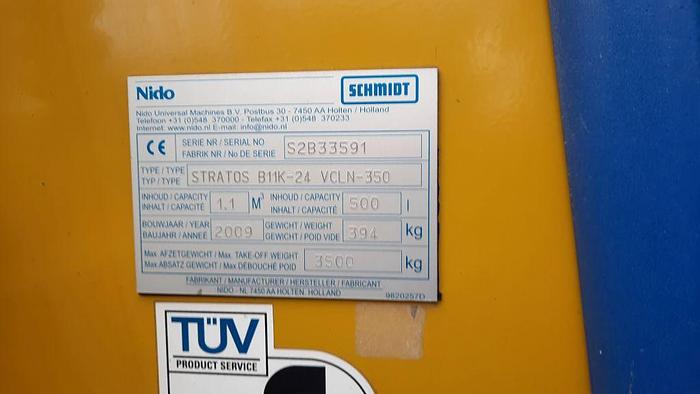 Nido SCHMIDT
Nido Universal Machines B.V. Postbus 30 - 7450 AA Holten / Holland
Telefoon +31 (0)548 370000 - Telefax +31 (0)548 370233
Internet: www.nido.nl E-mail: info@nido.nl
CE SERIE NR / SERIAL NO
FABRIK NR / No DE SERIE S2B33591
TYPE / TYPE
TYP / TYPE STRATOS B11K-24 VCLN-350
INHOUD / CAPACITY
INHALT / CAPACITÉ 1.1 M³ INHOUD / CAPACITY
INHALT / CAPACITÉ 500 l
BOUWJAAR / YEAR
BAUJAHR / ANNEÉ 2009 GEWICHT / WEIGHT
GEWICHT / POID VIDE 394 kg
Max. AFZETGEWICHT / Max. TAKE-OFF WEIGHT
Max. ABSATZ GEWICHT / Max DÉBOUCHÉ POID 3500 kg
FABRIKANT / MANUFACTURER / HERSTELLER / FABRICANT
NIDO - NL 7450 AA HOLTEN. HOLLAND 9820257D
TÜV
PRODUCT SERVICE